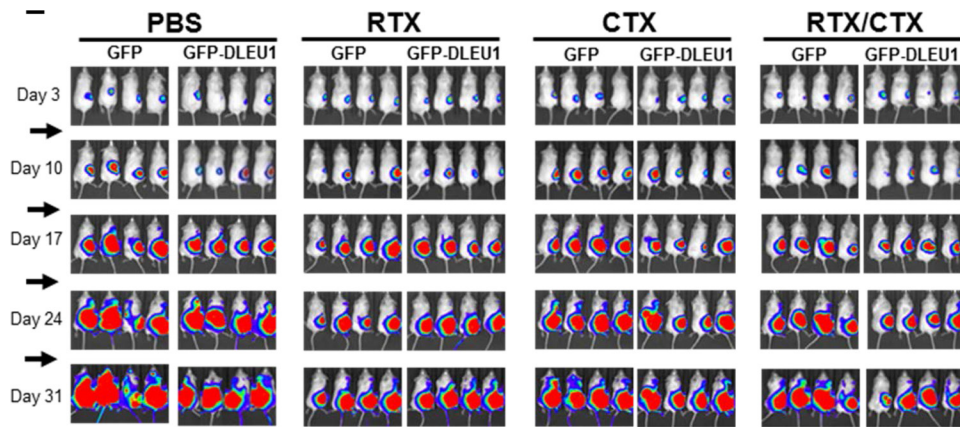 PBS RTX CTX RTX/CTX
GFP GFP-DLEU1 GFP GFP-DLEU1 GFP GFP-DLEU1 GFP GFP-DLEU1
Day 3
Day 10
Day 17
Day 24
Day 31